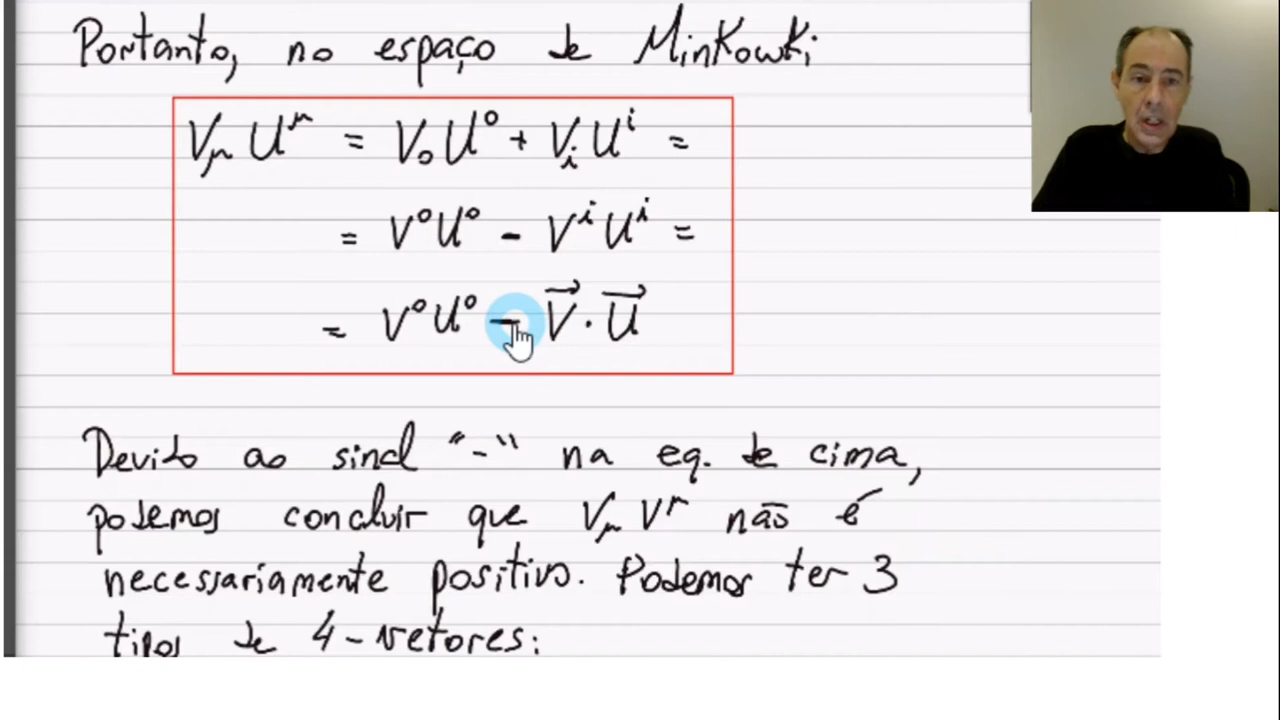 Portanto, no espaço de Minkowki
V_μ U^μ = V_0 U^0 + V_i U^i =
= V^0 U^0 - V^i U^i =
= V^0 U^0 - V⃗ · U⃗
Devido ao sinal "-" na eq. de cima,
podemos concluir que V_μ V^μ não é
necessariamente positivo. Podemos ter 3
tipos de 4-vetores: